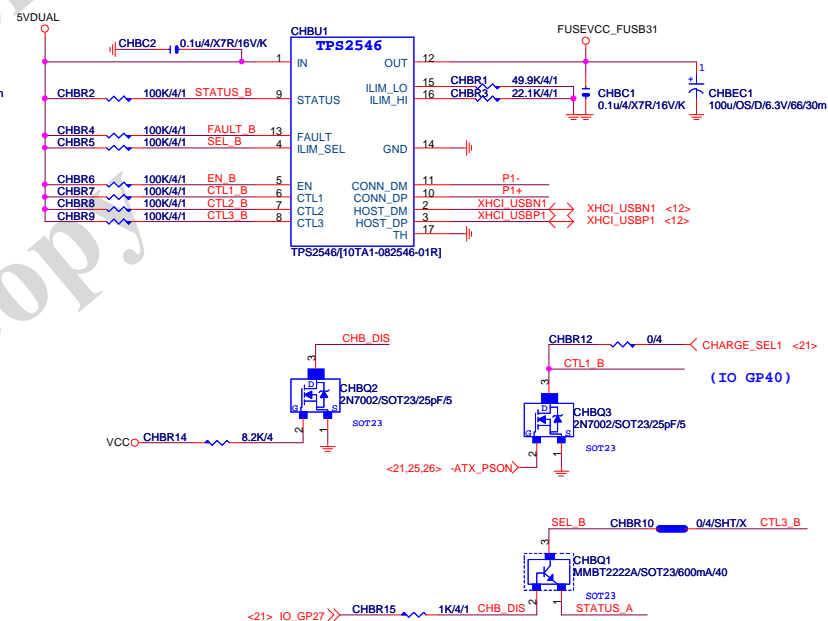 5VDUAL
CHBC2 0.1u/4/X7R/16V/K
CHBU1
TPS2546
FUSEVCC_FUSB31
1 IN OUT 12
CHBR2 100K/4/1 STATUS_B 9 STATUS
ILIM_LO 15 CHBR1 49.9K/4/1
ILIM_HI 16 CHBR3 22.1K/4/1
CHBC1
0.1u/4/X7R/16V/K
1
CHBEC1
100u/OS/D/6.3V/66/30m
CHBR4 100K/4/1 FAULT_B 13 FAULT
CHBR5 100K/4/1 SEL_B 4 ILIM_SEL
GND 14
CHBR6 100K/4/1 EN_B 5 EN
CHBR7 100K/4/1 CTL1_B 6 CTL1
CHBR8 100K/4/1 CTL2_B 7 CTL2
CHBR9 100K/4/1 CTL3_B 8 CTL3
CONN_DM 11 P1-
CONN_DP 10 P1+
HOST_DM 2 XHCI_USBN1 XHCI_USBN1 <12>
HOST_DP 3 XHCI_USBP1 XHCI_USBP1 <12>
TH 17
TPS2546/[10TA1-082546-01R]
CHB_DIS
3
D
G S
CHBQ2
2N7002/SOT23/25pF/5
SOT23
2 1
VCC CHBR14 8.2K/4
CHBR12 0/4 CHARGE_SEL1 <21>
CTL1_B
(IO GP40)
3
D
G S
CHBQ3
2N7002/SOT23/25pF/5
SOT23
2 1
<21,25,26> -ATX_PSON
SEL_B CHBR10 0/4/SHT/X CTL3_B
3
CHBQ1
MMBT2222A/SOT23/600mA/40
SOT23
2 1
<21> IO_GP27 CHBR15 1K/4/1 CHB_DIS STATUS_A
opy